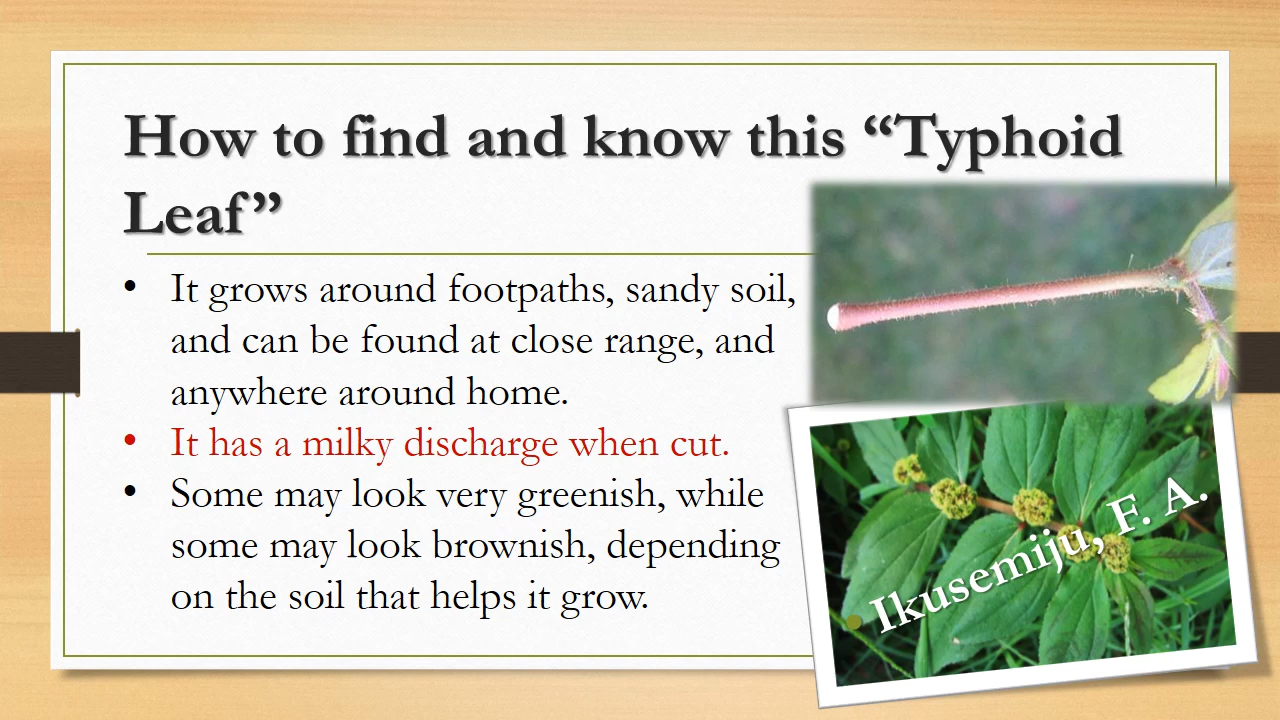 How to find and know this “Typhoid
Leaf”
• It grows around footpaths, sandy soil,
and can be found at close range, and
anywhere around home.
• It has a milky discharge when cut.
• Some may look very greenish, while
some may look brownish, depending
on the soil that helps it grow.
• Ikusemiju, F. A.